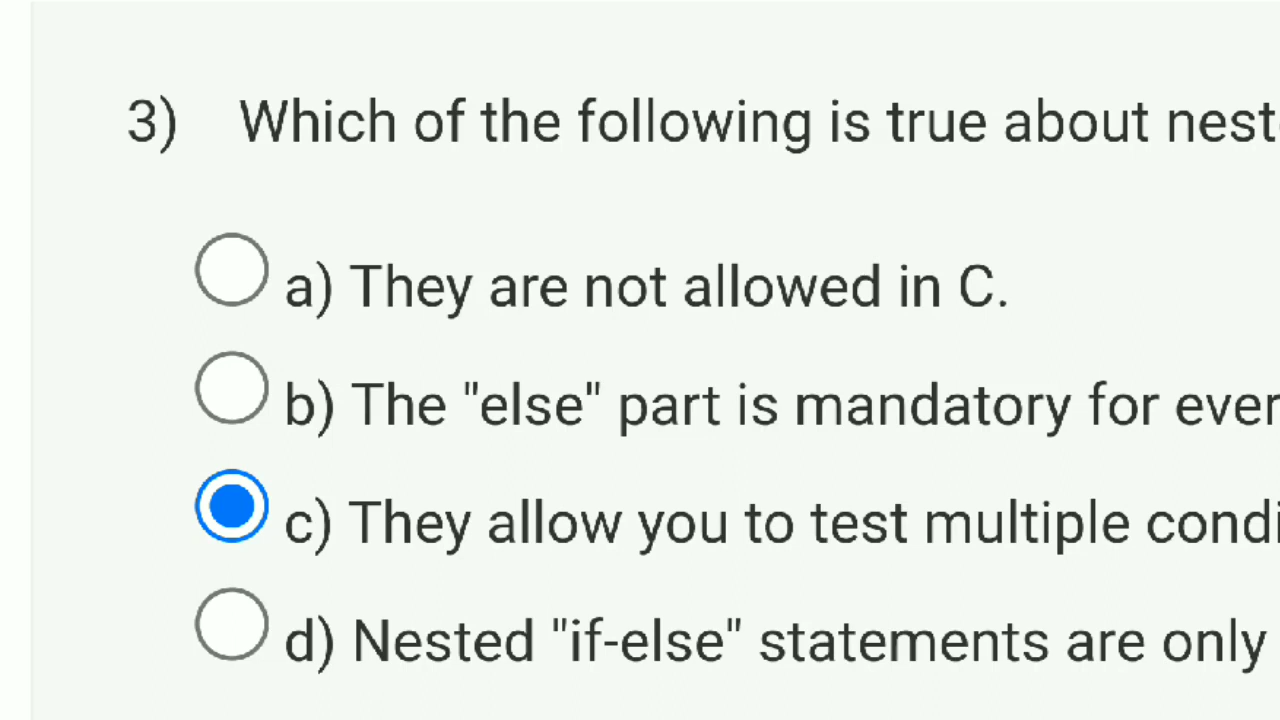 3) Which of the following is true about nest
a) They are not allowed in C.
b) The "else" part is mandatory for ever
c) They allow you to test multiple condi
d) Nested "if-else" statements are only